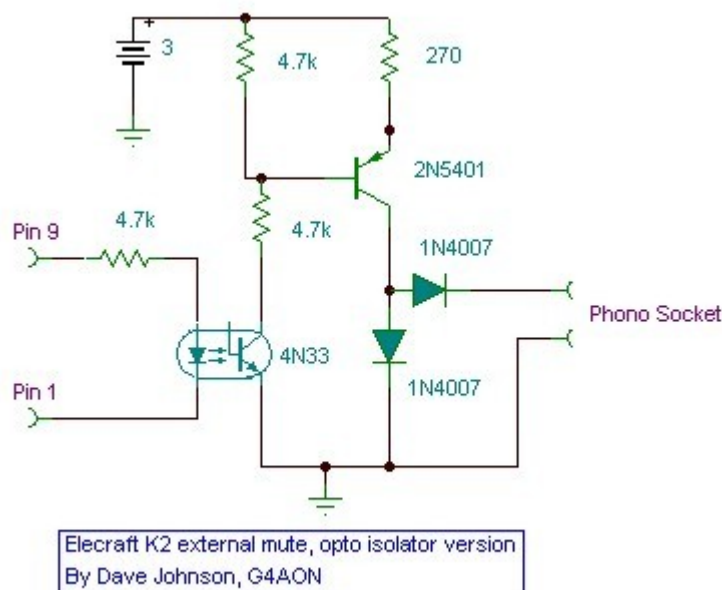 +
3
4.7k
270
2N5401
4.7k
4.7k
Pin 9
1N4007
Phono Socket
4N33
Pin 1
1N4007
Elecraft K2 external mute, opto isolator version
By Dave Johnson, G4AON